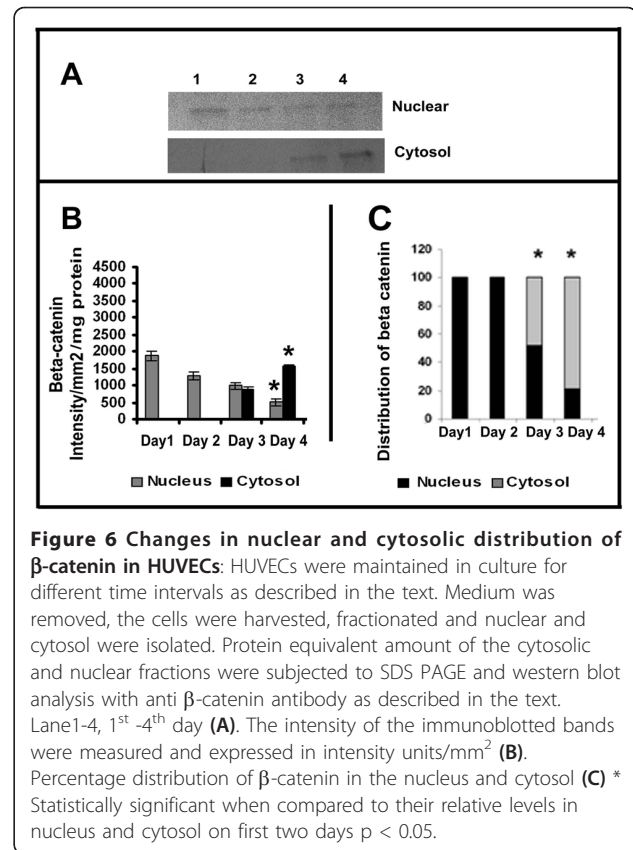 A
1 2 3 4
Nuclear
Cytosol
B
Beta-catenin
Intensity/mm2/mg protein
4500
4000
3500
3000
2500
2000
1500
1000
500
0
*
*
Day1 Day 2 Day 3 Day 4
Nucleus Cytosol
C
Distribution of beta catenin
120
100
80
60
40
20
0
* *
Day1 Day 2 Day 3 Day 4
Nucleus Cytosol
Figure 6 Changes in nuclear and cytosolic distribution of
β-catenin in HUVECs: HUVECs were maintained in culture for
different time intervals as described in the text. Medium was
removed, the cells were harvested, fractionated and nuclear and
cytosol were isolated. Protein equivalent amount of the cytosolic
and nuclear fractions were subjected to SDS PAGE and western blot
analysis with anti β-catenin antibody as described in the text.
Lane1-4, 1st -4th day (A). The intensity of the immunoblotted bands
were measured and expressed in intensity units/mm2 (B).
Percentage distribution of β-catenin in the nucleus and cytosol (C) *
Statistically significant when compared to their relative levels in
nucleus and cytosol on first two days p < 0.05.